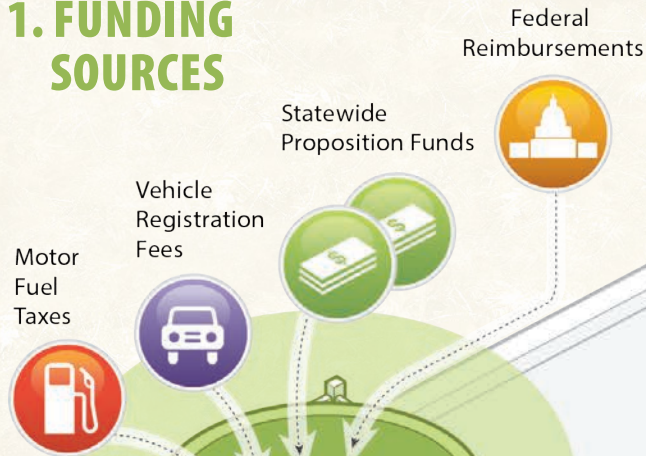 1. FUNDING
SOURCES
Federal
Reimbursements
Statewide
Proposition Funds
Vehicle
Registration
Fees
Motor
Fuel
Taxes
$
$